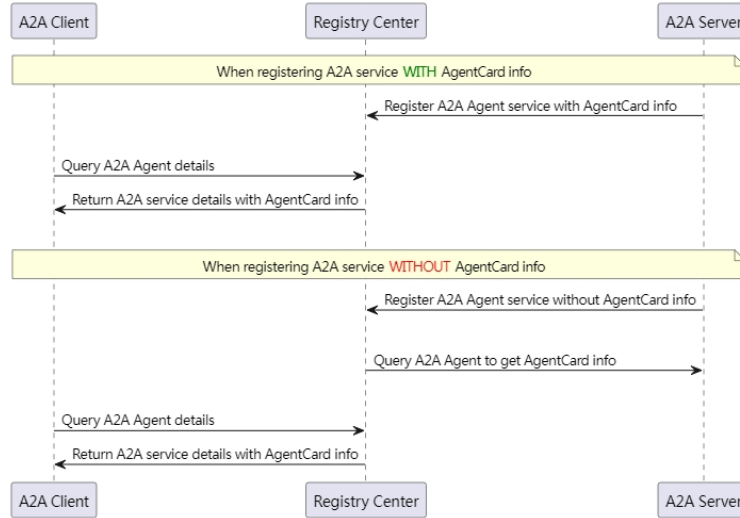 A2A Client
Registry Center
A2A Server
When registering A2A service WITH AgentCard info
Register A2A Agent service with AgentCard info
Query A2A Agent details
Return A2A service details with AgentCard info
When registering A2A service WITHOUT AgentCard info
Register A2A Agent service without AgentCard info
Query A2A Agent to get AgentCard info
Query A2A Agent details
Return A2A service details with AgentCard info
A2A Client
Registry Center
A2A Server